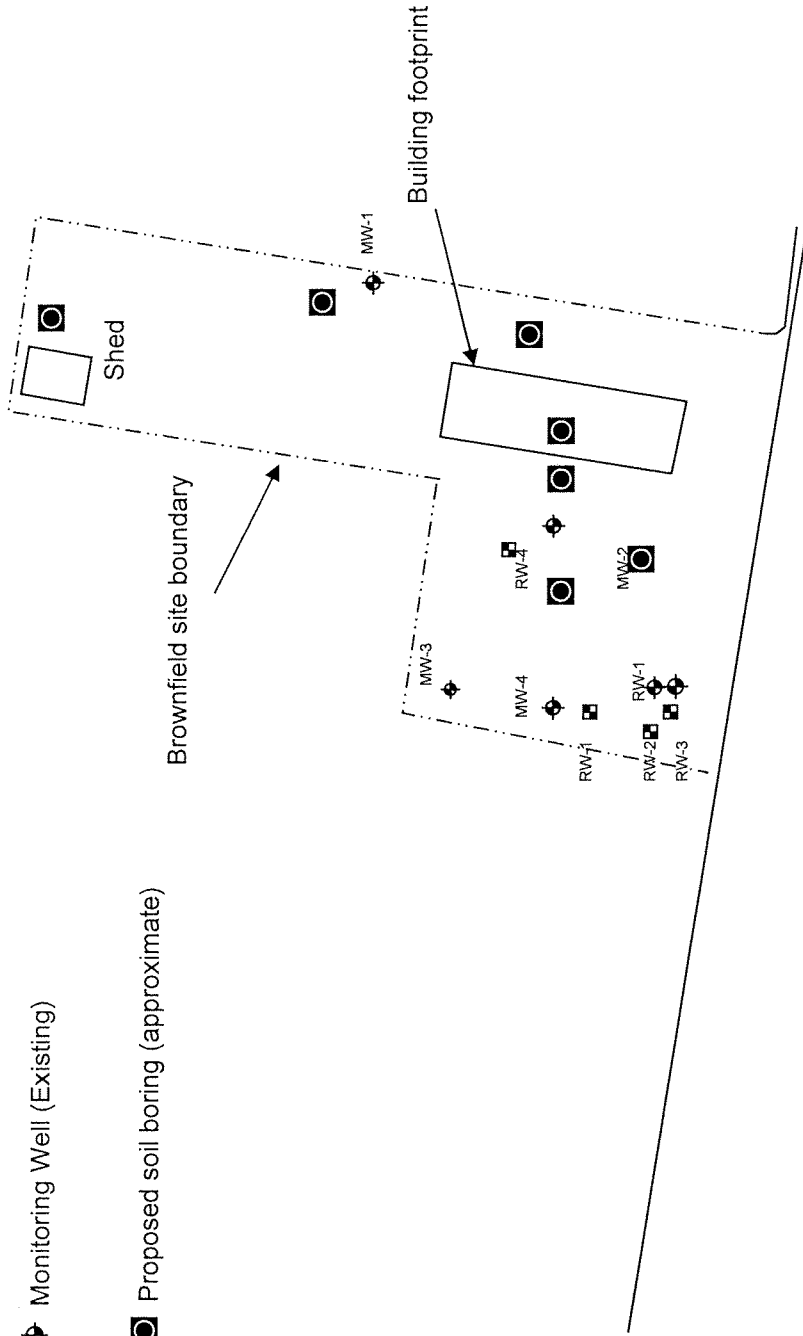 Monitoring Well (Existing)
Proposed soil boring (approximate)
Brownfield site boundary
Shed
MW-1
Building footprint
MW-3
MW-4
RW-4
MW-2
RW-1
RW-1
RW-2
RW-3